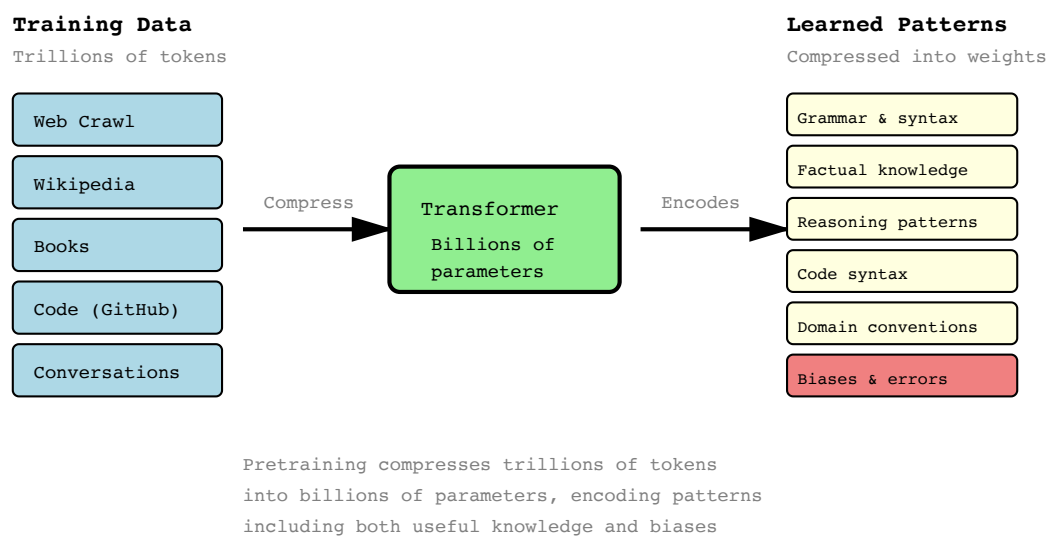 Training Data
Trillions of tokens
Web Crawl
Wikipedia
Books
Code (GitHub)
Conversations
Compress
Transformer
Billions of
parameters
Encodes
Learned Patterns
Compressed into weights
Grammar & syntax
Factual knowledge
Reasoning patterns
Code syntax
Domain conventions
Biases & errors
Pretraining compresses trillions of tokens
into billions of parameters, encoding patterns
including both useful knowledge and biases